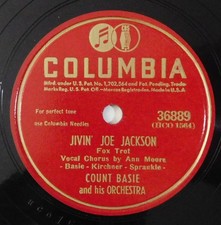 COLUMBIA
Mfd. under U.S. Pat. No. 1,702,564 and Pat. Pending. Trade
Marks Reg. U.S. Pat. Off. - Marcas Registradas. Made in U.S.A.
For perfect tone
use Columbia Needles
36889
(HCO 1564)
JIVIN' JOE JACKSON
Fox Trot
Vocal Chorus by Ann Moore
- Basie - Kirchner - Sprankle -
COUNT BASIE
and his ORCHESTRA